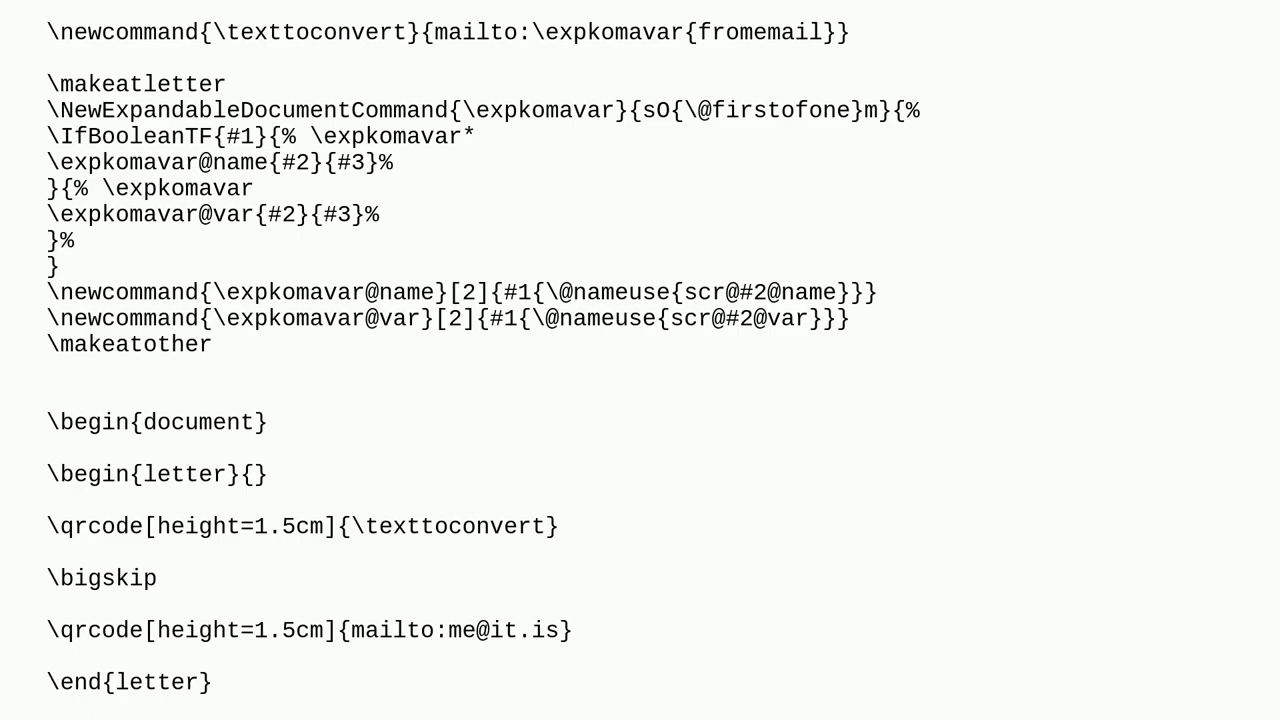 \newcommand{\texttoconvert}{mailto:\expkomavar{fromemail}}
\makeatletter
\NewExpandableDocumentCommand{\expkomavar}{sO{\@firstofone}m}{%
\IfBooleanTF{#1}{% \expkomavar*
\expkomavar@name{#2}{#3}%
}{% \expkomavar
\expkomavar@var{#2}{#3}%
}%
}
\newcommand{\expkomavar@name}[2]{#1{\@nameuse{scr@#2@name}}}
\newcommand{\expkomavar@var}[2]{#1{\@nameuse{scr@#2@var}}}
\makeatother
\begin{document}
\begin{letter}{}
\qrcode[height=1.5cm]{\texttoconvert}
\bigskip
\qrcode[height=1.5cm]{mailto:me@it.is}
\end{letter}